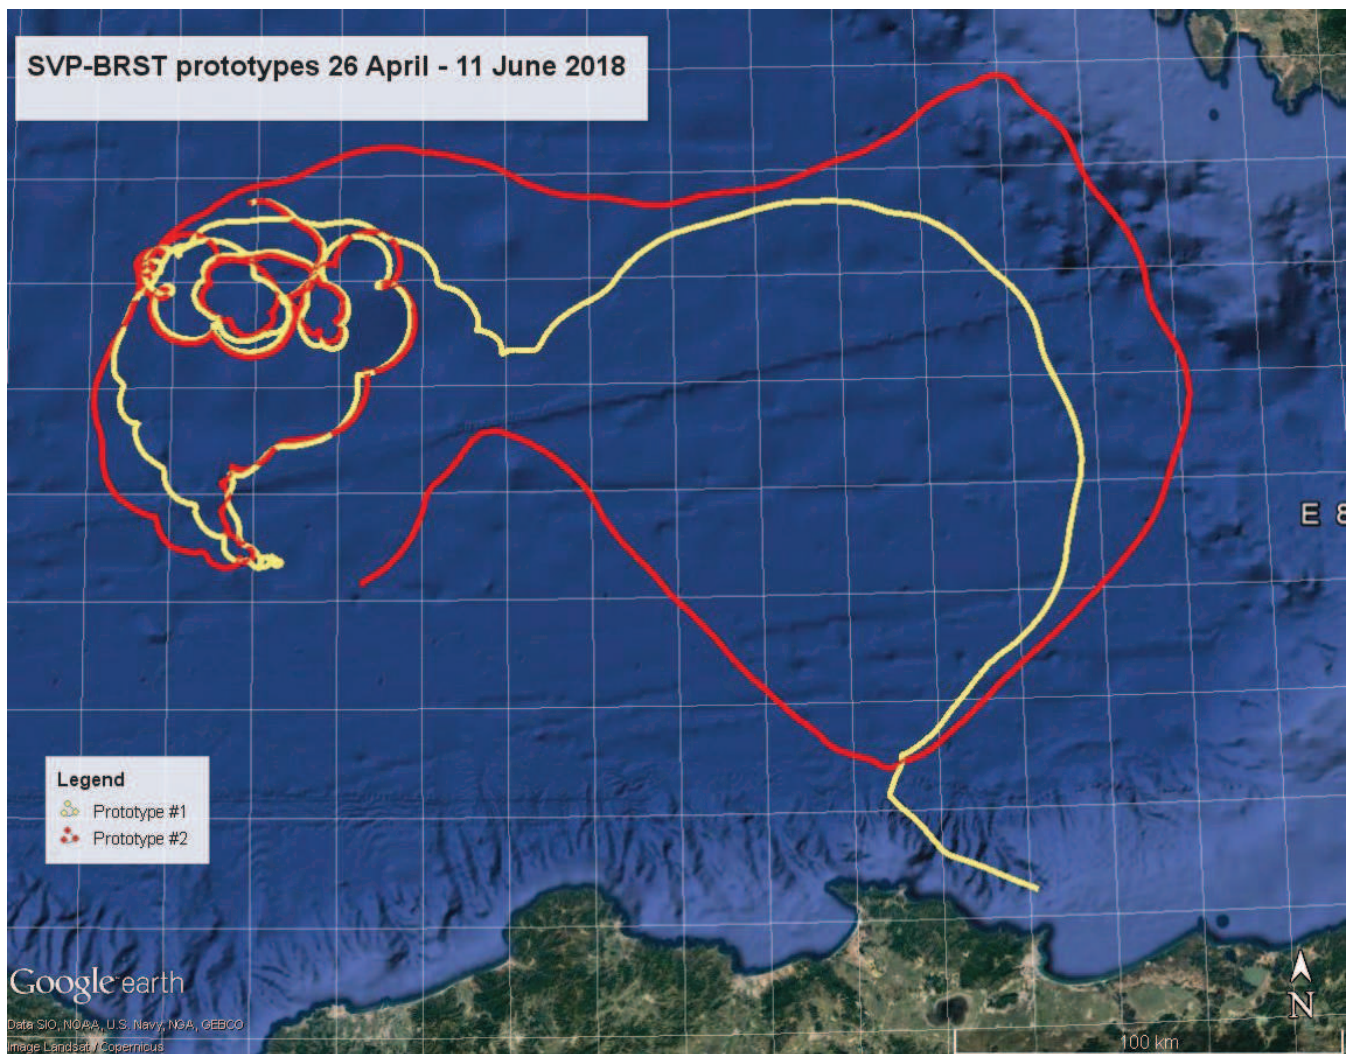 SVP-BRST prototypes 26 April - 11 June 2018
E 8
Legend
Prototype #1
Prototype #2
Google earth
N
Data SIO, NOAA, U.S. Navy, NGA, GEBCO
Image Landsat / Copernicus
100 km